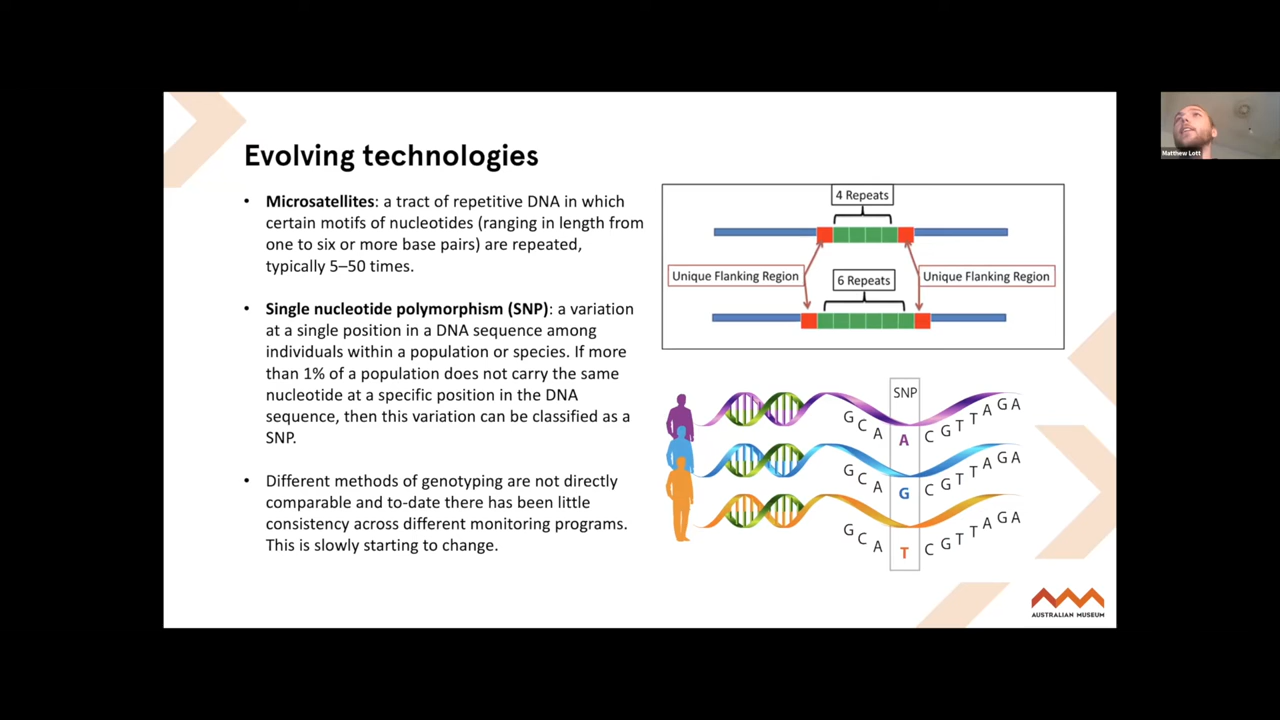 Evolving technologies
• Microsatellites: a tract of repetitive DNA in which
certain motifs of nucleotides (ranging in length from
one to six or more base pairs) are repeated,
typically 5–50 times.
• Single nucleotide polymorphism (SNP): a variation
at a single position in a DNA sequence among
individuals within a population or species. If more
than 1% of a population does not carry the same
nucleotide at a specific position in the DNA
sequence, then this variation can be classified as a
SNP.
• Different methods of genotyping are not directly
comparable and to-date there has been little
consistency across different monitoring programs.
This is slowly starting to change.
4 Repeats
Unique Flanking Region
Unique Flanking Region
6 Repeats
SNP
G C A A C G T T A G A
G C A G C G T T A G A
G C A T C G T T A G A
AUSTRALIAN MUSEUM
Matthew Lott